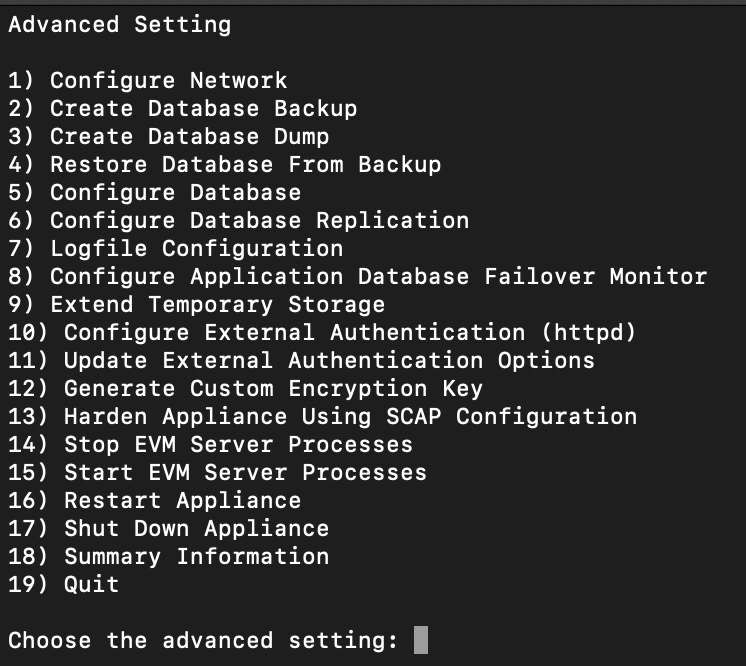 Advanced Setting
1) Configure Network
2) Create Database Backup
3) Create Database Dump
4) Restore Database From Backup
5) Configure Database
6) Configure Database Replication
7) Logfile Configuration
8) Configure Application Database Failover Monitor
9) Extend Temporary Storage
10) Configure External Authentication (httpd)
11) Update External Authentication Options
12) Generate Custom Encryption Key
13) Harden Appliance Using SCAP Configuration
14) Stop EVM Server Processes
15) Start EVM Server Processes
16) Restart Appliance
17) Shut Down Appliance
18) Summary Information
19) Quit
Choose the advanced setting: